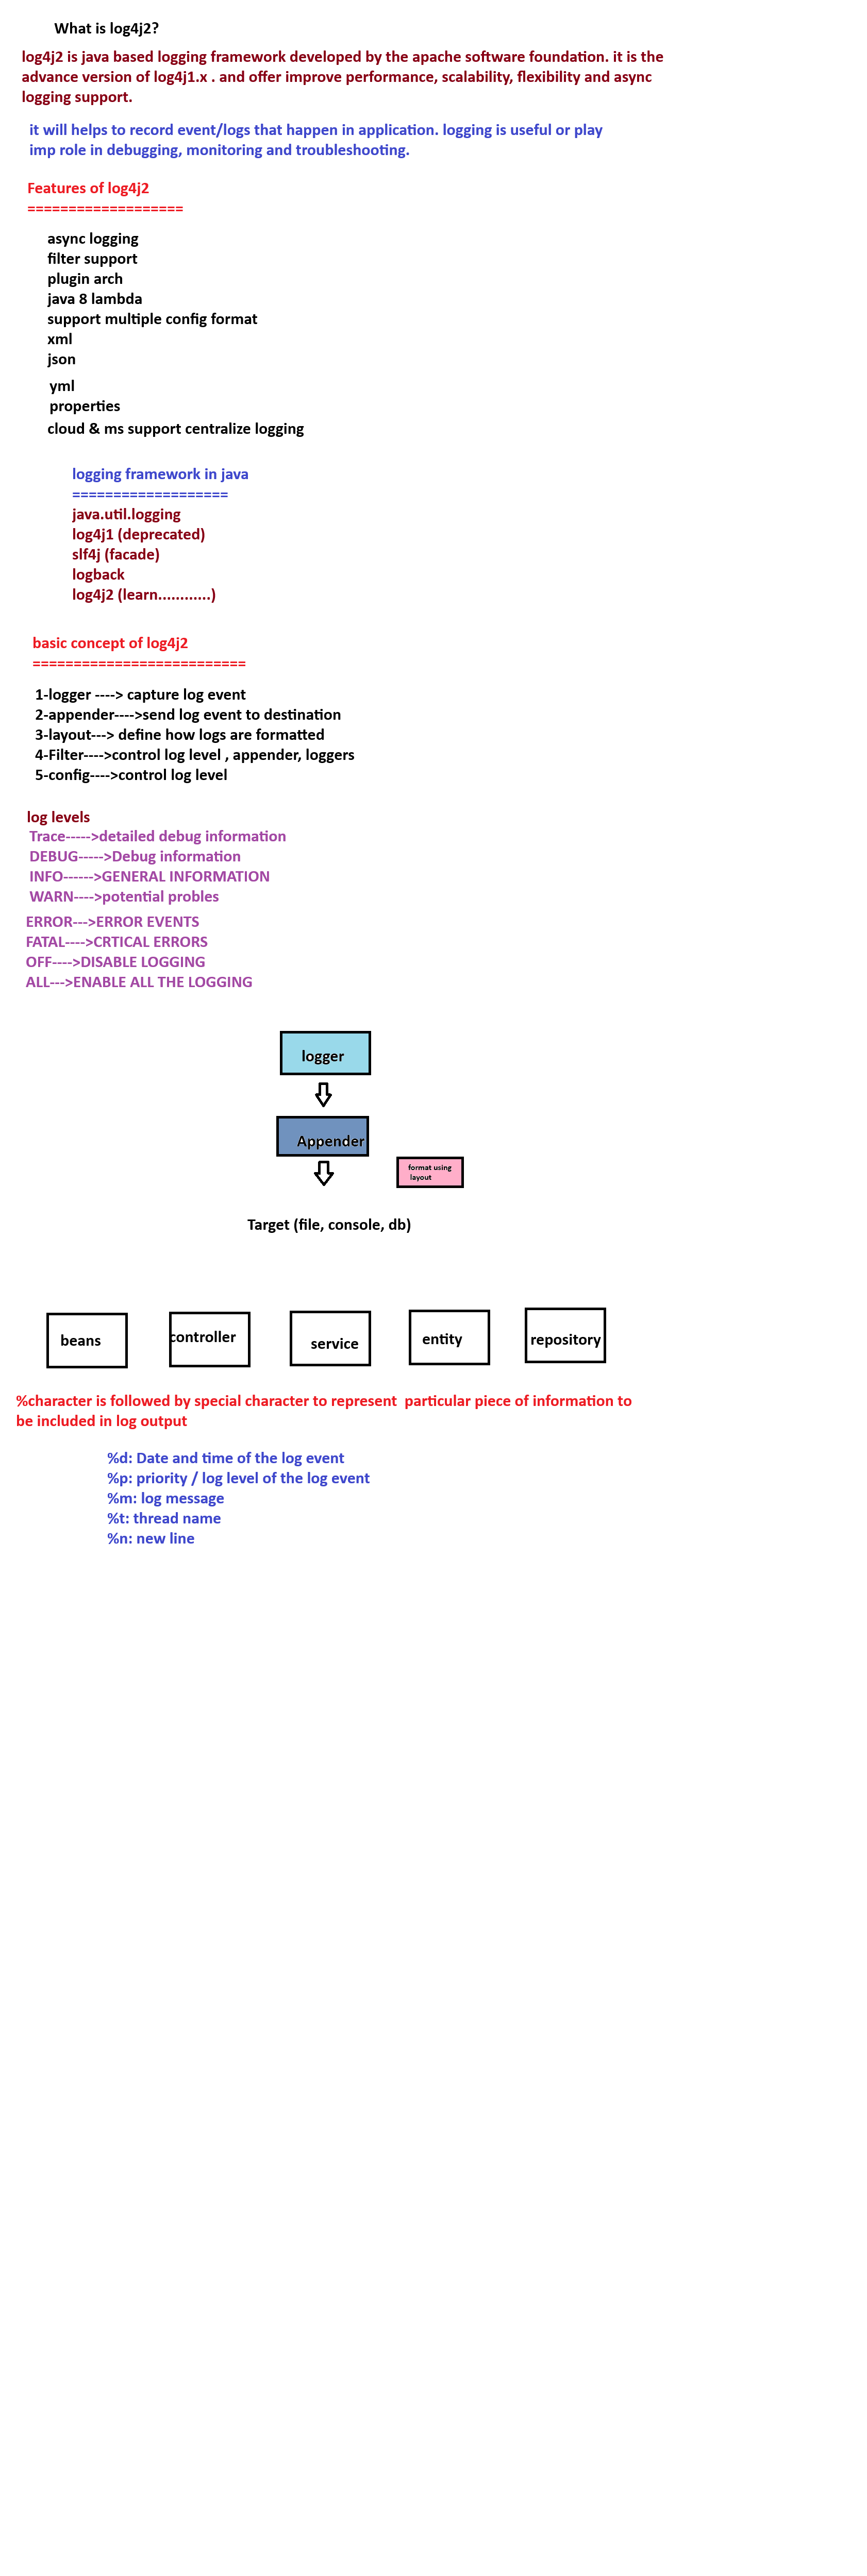 What is log4j2?
log4j2 is java based logging framework developed by the apache software foundation. it is the
advance version of log4j1.x . and offer improve performance, scalability, flexibility and async
logging support.
it will helps to record event/logs that happen in application. logging is useful or play
imp role in debugging, monitoring and troubleshooting.
Features of log4j2
===================
async logging
filter support
plugin arch
java 8 lambda
support multiple config format
xml
json
yml
properties
cloud & ms support centralize logging
logging framework in java
===================
java.util.logging
log4j1 (deprecated)
slf4j (facade)
logback
log4j2 (learn............)
basic concept of log4j2
==========================
1-logger ----> capture log event
2-appender---->send log event to destination
3-layout---> define how logs are formatted
4-Filter---->control log level , appender, loggers
5-config---->control log level
log levels
Trace----->detailed debug information
DEBUG----->Debug information
INFO------>GENERAL INFORMATION
WARN---->potential probles
ERROR--->ERROR EVENTS
FATAL---->CRTICAL ERRORS
OFF---->DISABLE LOGGING
ALL--->ENABLE ALL THE LOGGING
logger
Appender
format using
layout
Target (file, console, db)
beans
controller
service
entity
repository
%character is followed by special character to represent  particular piece of information to
be included in log output
%d: Date and time of the log event
%p: priority / log level of the log event
%m: log message
%t: thread name
%n: new line